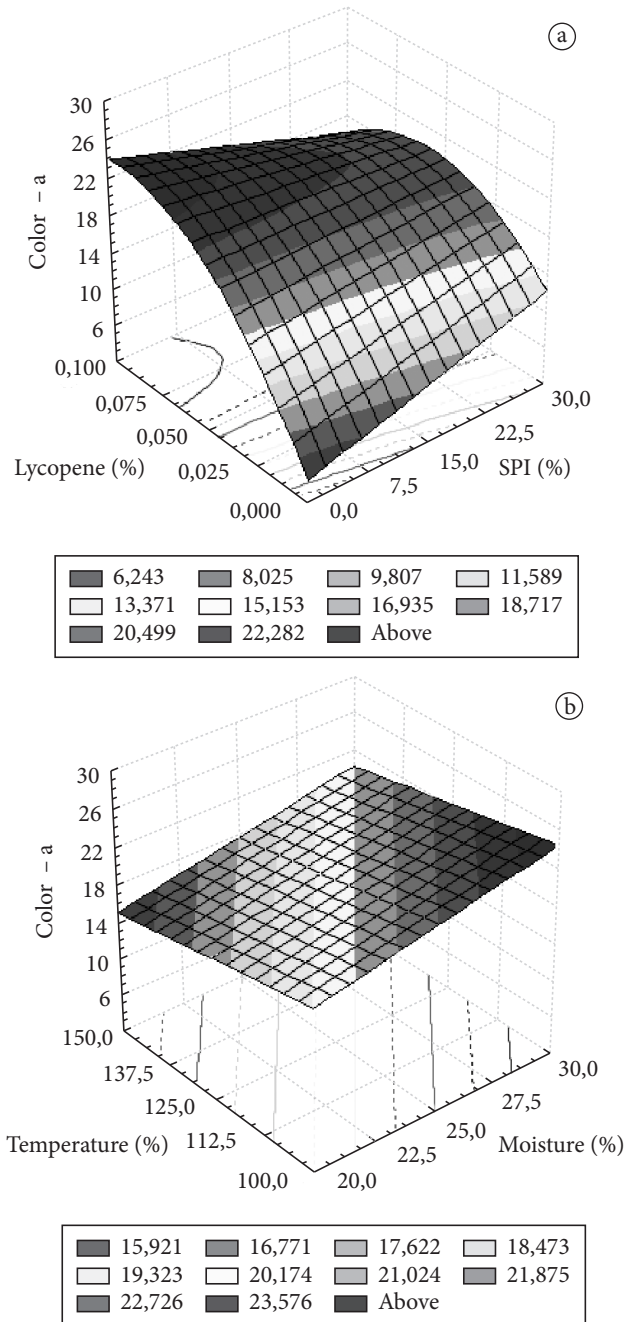 a
30
26
22
18
14
10
6
Color – a
0,100
0,075
0,050
0,025
0,000
Lycopene (%)
30,0
22,5
15,0
7,5
0,0
SPI (%)
6,243 8,025 9,807 11,589
13,371 15,153 16,935 18,717
20,499 22,282 Above
b
30
26
22
18
14
10
6
Color – a
150,0
137,5
125,0
112,5
100,0
Temperature (%)
30,0
27,5
25,0
22,5
20,0
Moisture (%)
15,921 16,771 17,622 18,473
19,323 20,174 21,024 21,875
22,726 23,576 Above